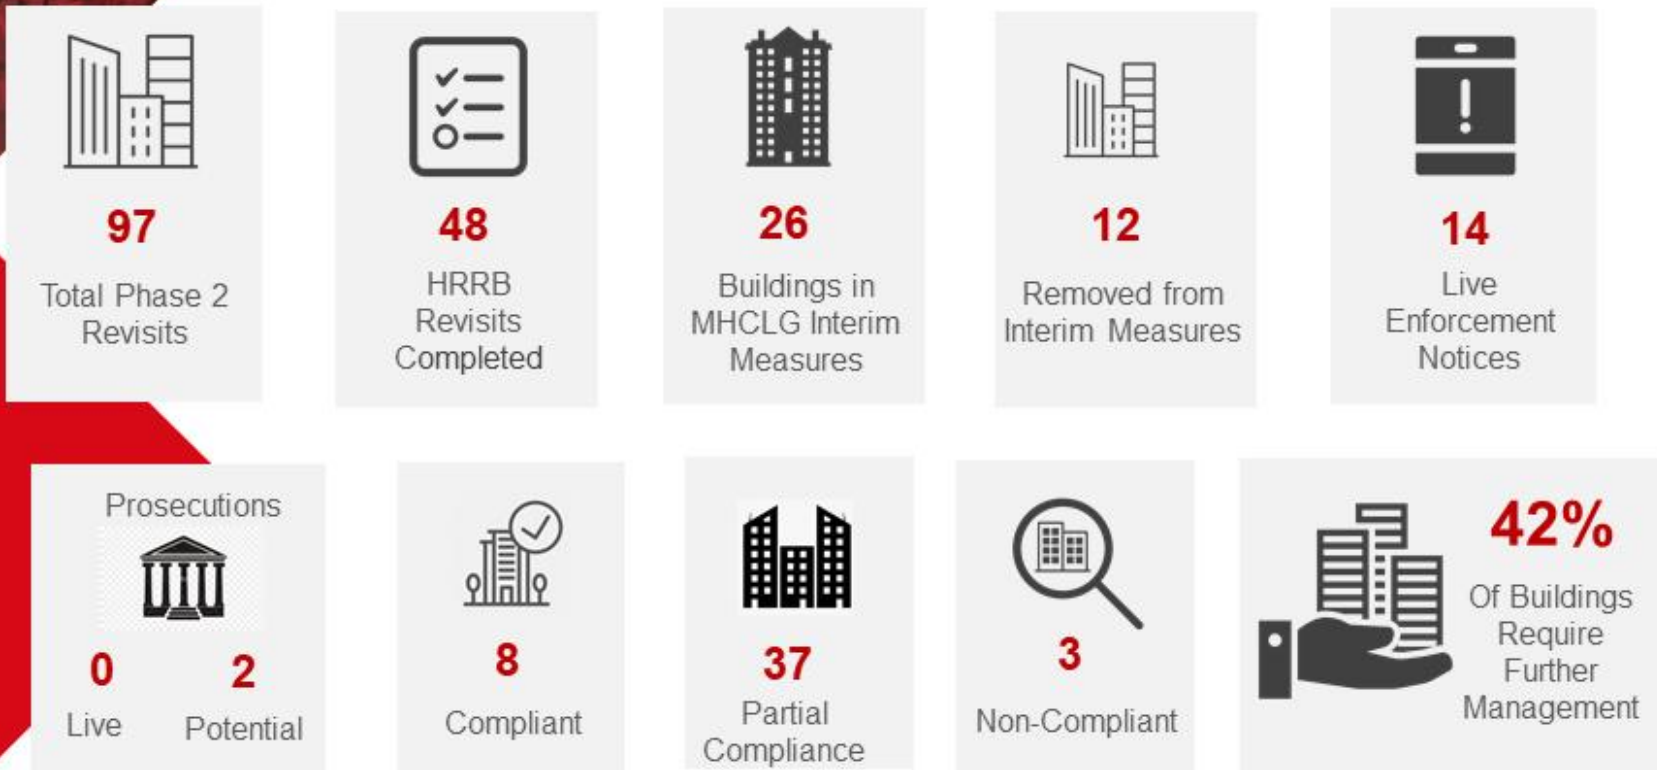 97
Total Phase 2
Revisits
48
HRRB
Revisits
Completed
26
Buildings in
MHCLG Interim
Measures
12
Removed from
Interim Measures
14
Live
Enforcement
Notices
Prosecutions
0
Live
2
Potential
8
Compliant
37
Partial
Compliance
3
Non-Compliant
42%
Of Buildings
Require
Further
Management